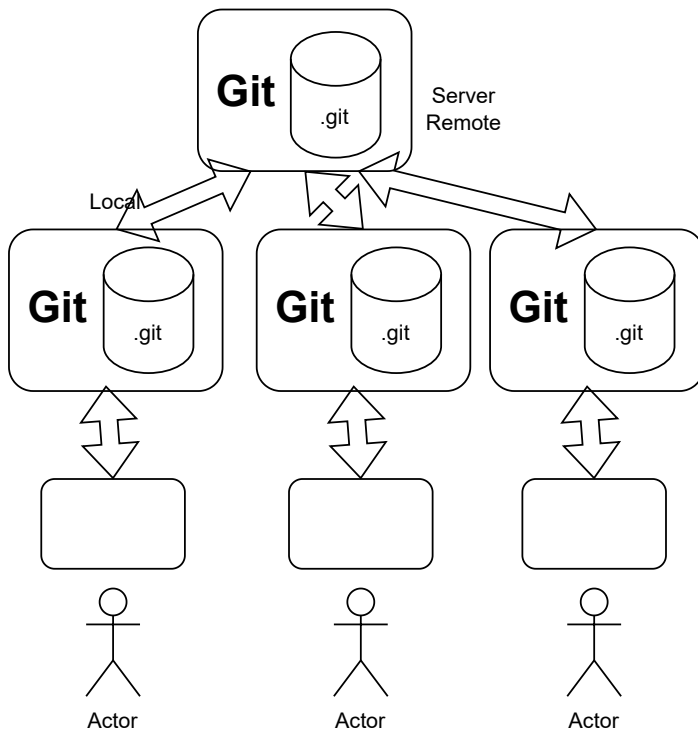 Git
.git
Server
Remote
Local
Git
.git
Git
.git
Git
.git
Actor
Actor
Actor